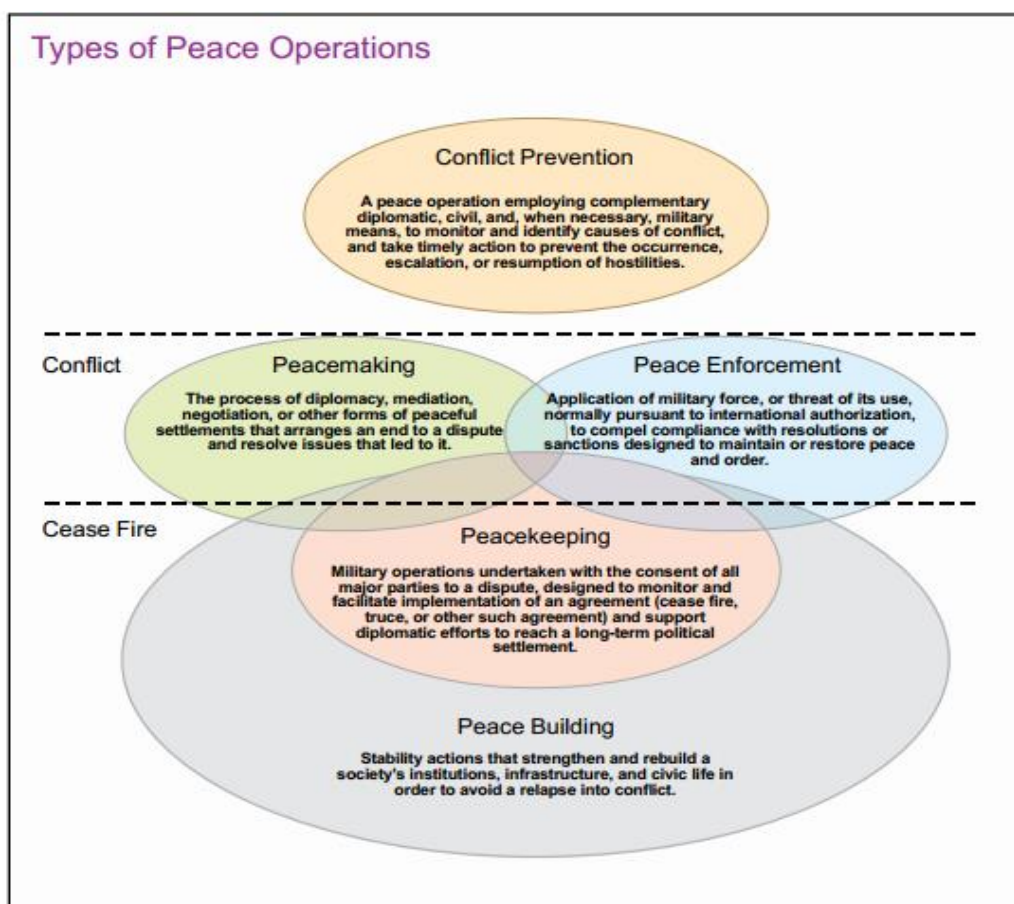 Types of Peace Operations
Conflict Prevention
A peace operation employing complementary
diplomatic, civil, and, when necessary, military
means, to monitor and identify causes of conflict,
and take timely action to prevent the occurrence,
escalation, or resumption of hostilities.
Conflict
Peacemaking
The process of diplomacy, mediation,
negotiation, or other forms of peaceful
settlements that arranges an end to a dispute
and resolve issues that led to it.
Peace Enforcement
Application of military force, or threat of its use,
normally pursuant to international authorization,
to compel compliance with resolutions or
sanctions designed to maintain or restore peace
and order.
Cease Fire
Peacekeeping
Military operations undertaken with the consent of all
major parties to a dispute, designed to monitor and
facilitate implementation of an agreement (cease fire,
truce, or other such agreement) and support
diplomatic efforts to reach a long-term political
settlement.
Peace Building
Stability actions that strengthen and rebuild a
society's institutions, infrastructure, and civic life in
order to avoid a relapse into conflict.